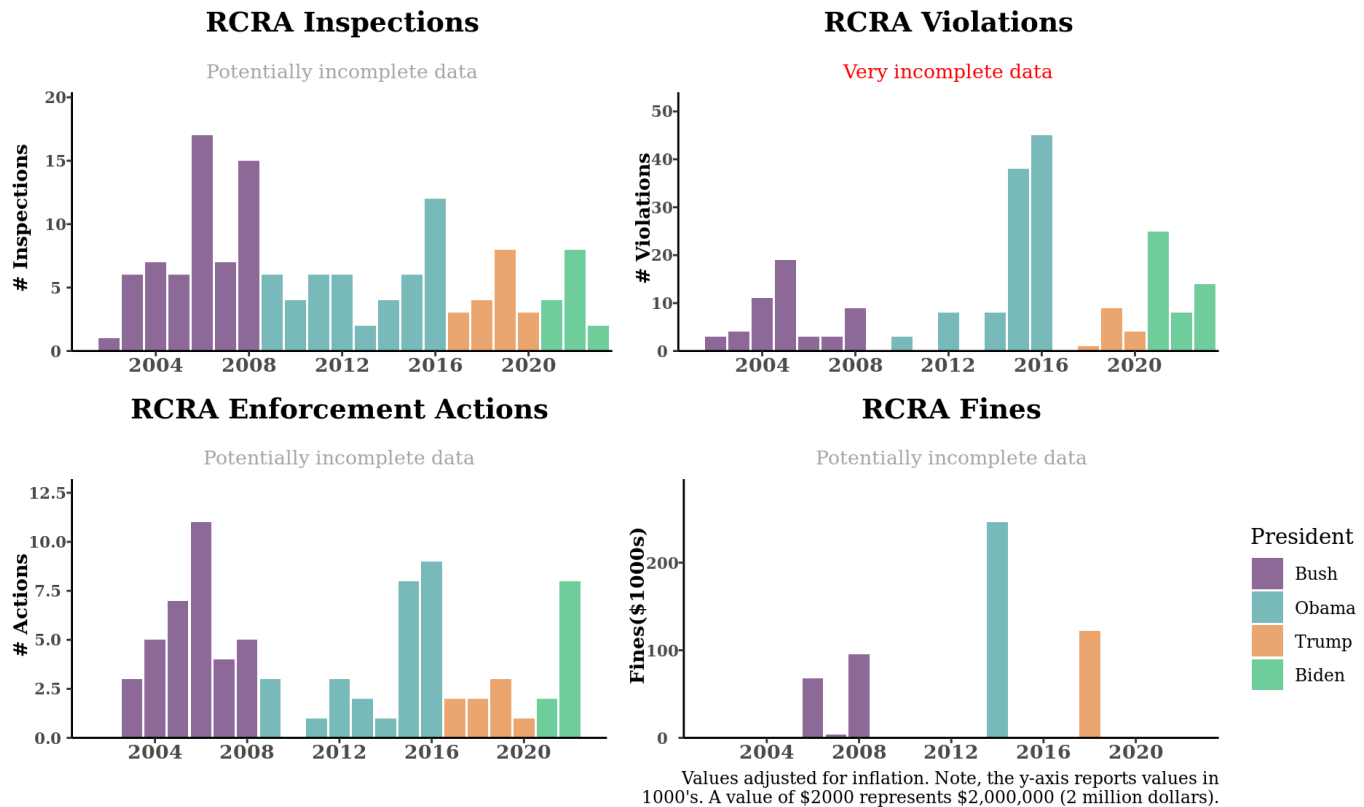 RCRA Inspections
Potentially incomplete data
# Inspections
20
15
10
5
0
2004 2008 2012 2016 2020
RCRA Violations
Very incomplete data
# Violations
50
40
30
20
10
0
2004 2008 2012 2016 2020
RCRA Enforcement Actions
Potentially incomplete data
# Actions
12.5
10.0
7.5
5.0
2.5
0.0
2004 2008 2012 2016 2020
RCRA Fines
Potentially incomplete data
Fines($1000s)
200
100
0
2004 2008 2012 2016 2020
Values adjusted for inflation. Note, the y-axis reports values in
1000's. A value of $2000 represents $2,000,000 (2 million dollars).
President
Bush
Obama
Trump
Biden